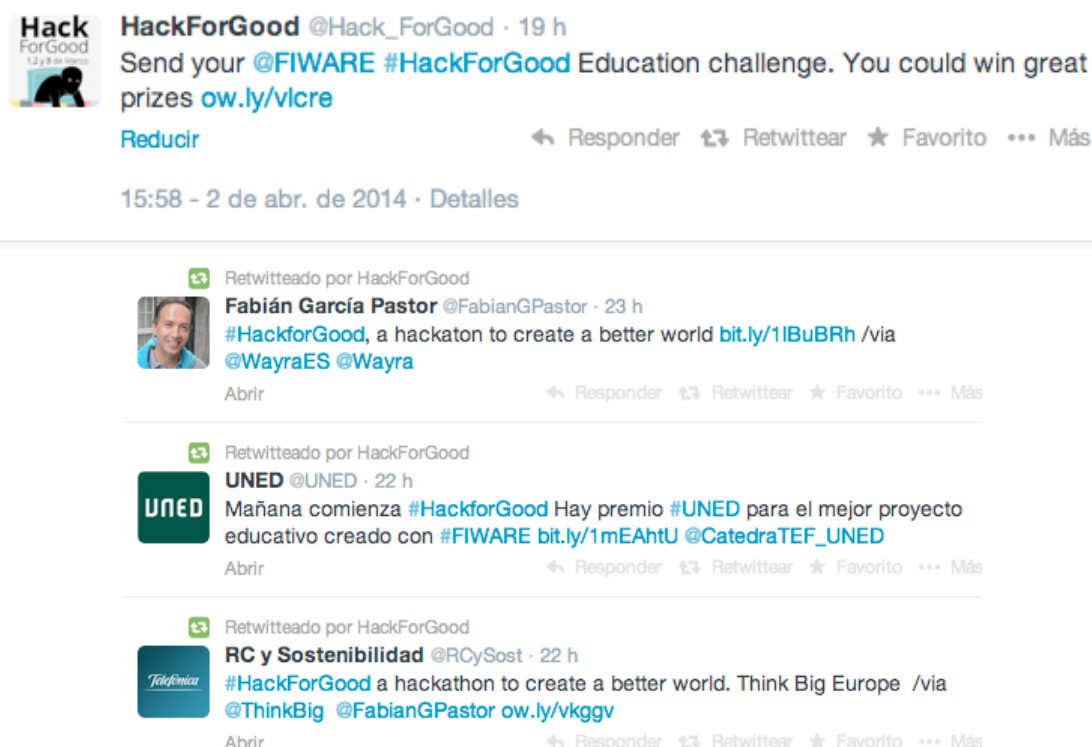 Hack
ForGood
HackForGood @Hack_ForGood · 19 h
Send your @FIWARE #HackForGood Education challenge. You could win great
prizes ow.ly/vlcre
Reducir
Responder Retwittear Favorito ••• Más
15:58 - 2 de abr. de 2014 · Detalles
Retwitteado por HackForGood
Fabián García Pastor @FabianGPastor · 23 h
#HackforGood, a hackaton to create a better world bit.ly/1lBuBRh /via
@WayraES @Wayra
Abrir
Responder Retwittear Favorito ••• Más
Retwitteado por HackForGood
UNED
UNED @UNED · 22 h
Mañana comienza #HackforGood Hay premio #UNED para el mejor proyecto
educativo creado con #FIWARE bit.ly/1mEAhtU @CatedraTEF_UNED
Abrir
Responder Retwittear Favorito ••• Más
Retwitteado por HackForGood
Telefónica
RC y Sostenibilidad @RCySost · 22 h
#HackForGood a hackathon to create a better world. Think Big Europe /via
@ThinkBig @FabianGPastor ow.ly/vkggv
Abrir
Responder Retwittear Favorito ••• Más